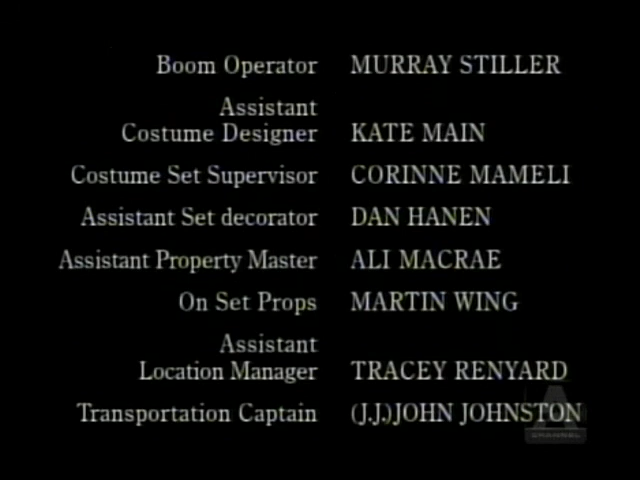 Boom Operator MURRAY STILLER
Assistant
Costume Designer KATE MAIN
Costume Set Supervisor CORINNE MAMELI
Assistant Set decorator DAN HANEN
Assistant Property Master ALI MACRAE
On Set Props MARTIN WING
Assistant
Location Manager TRACEY RENYARD
Transportation Captain (J.J.)JOHN JOHNSTON
A
CHANNEL